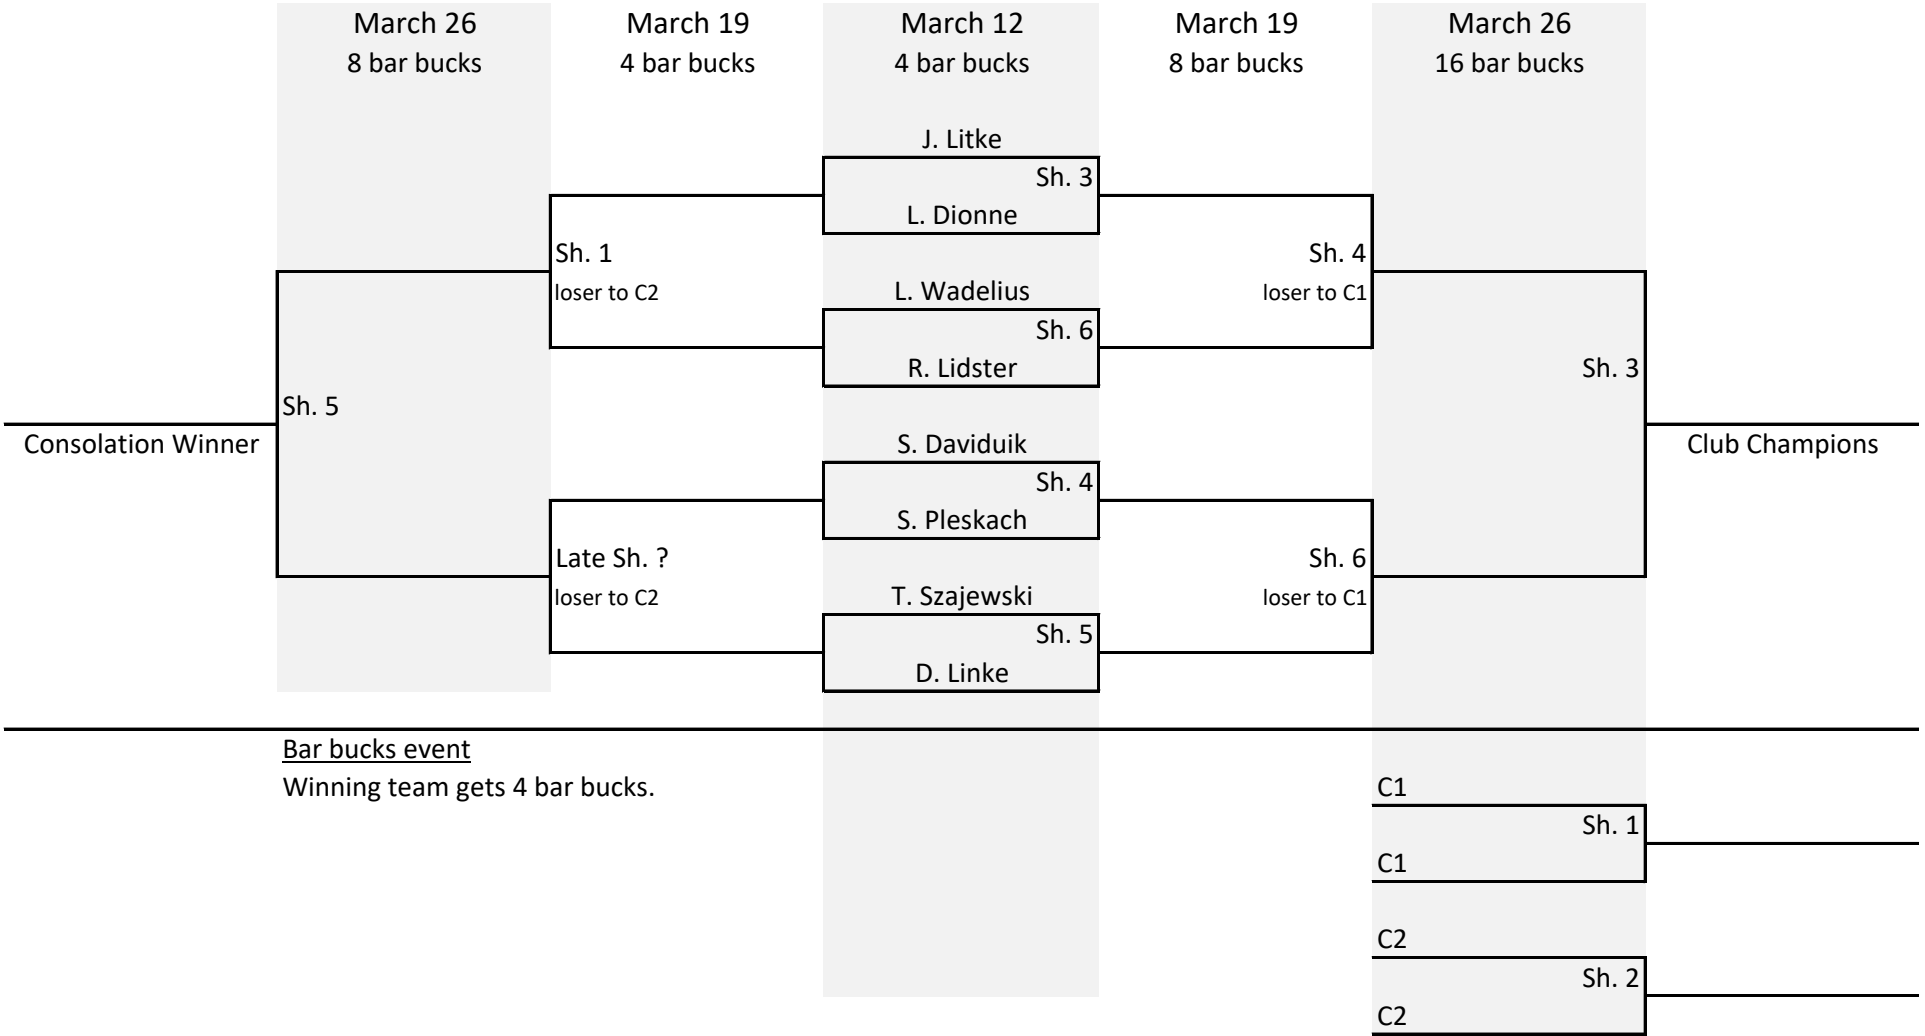 March 26 March 19 March 12 March 19 March 26
8 bar bucks 4 bar bucks 4 bar bucks 8 bar bucks 16 bar bucks
J. Litke
Sh. 3
L. Dionne
Sh. 1 Sh. 4
loser to C2 L. Wadelius loser to C1
Sh. 6
R. Lidster Sh. 3
Sh. 5
Consolation Winner S. Daviduik Club Champions
Sh. 4
S. Pleskach
Late Sh. ? Sh. 6
loser to C2 T. Szajewski loser to C1
Sh. 5
D. Linke
Bar bucks event
Winning team gets 4 bar bucks. C1
Sh. 1
C1
C2
Sh. 2
C2